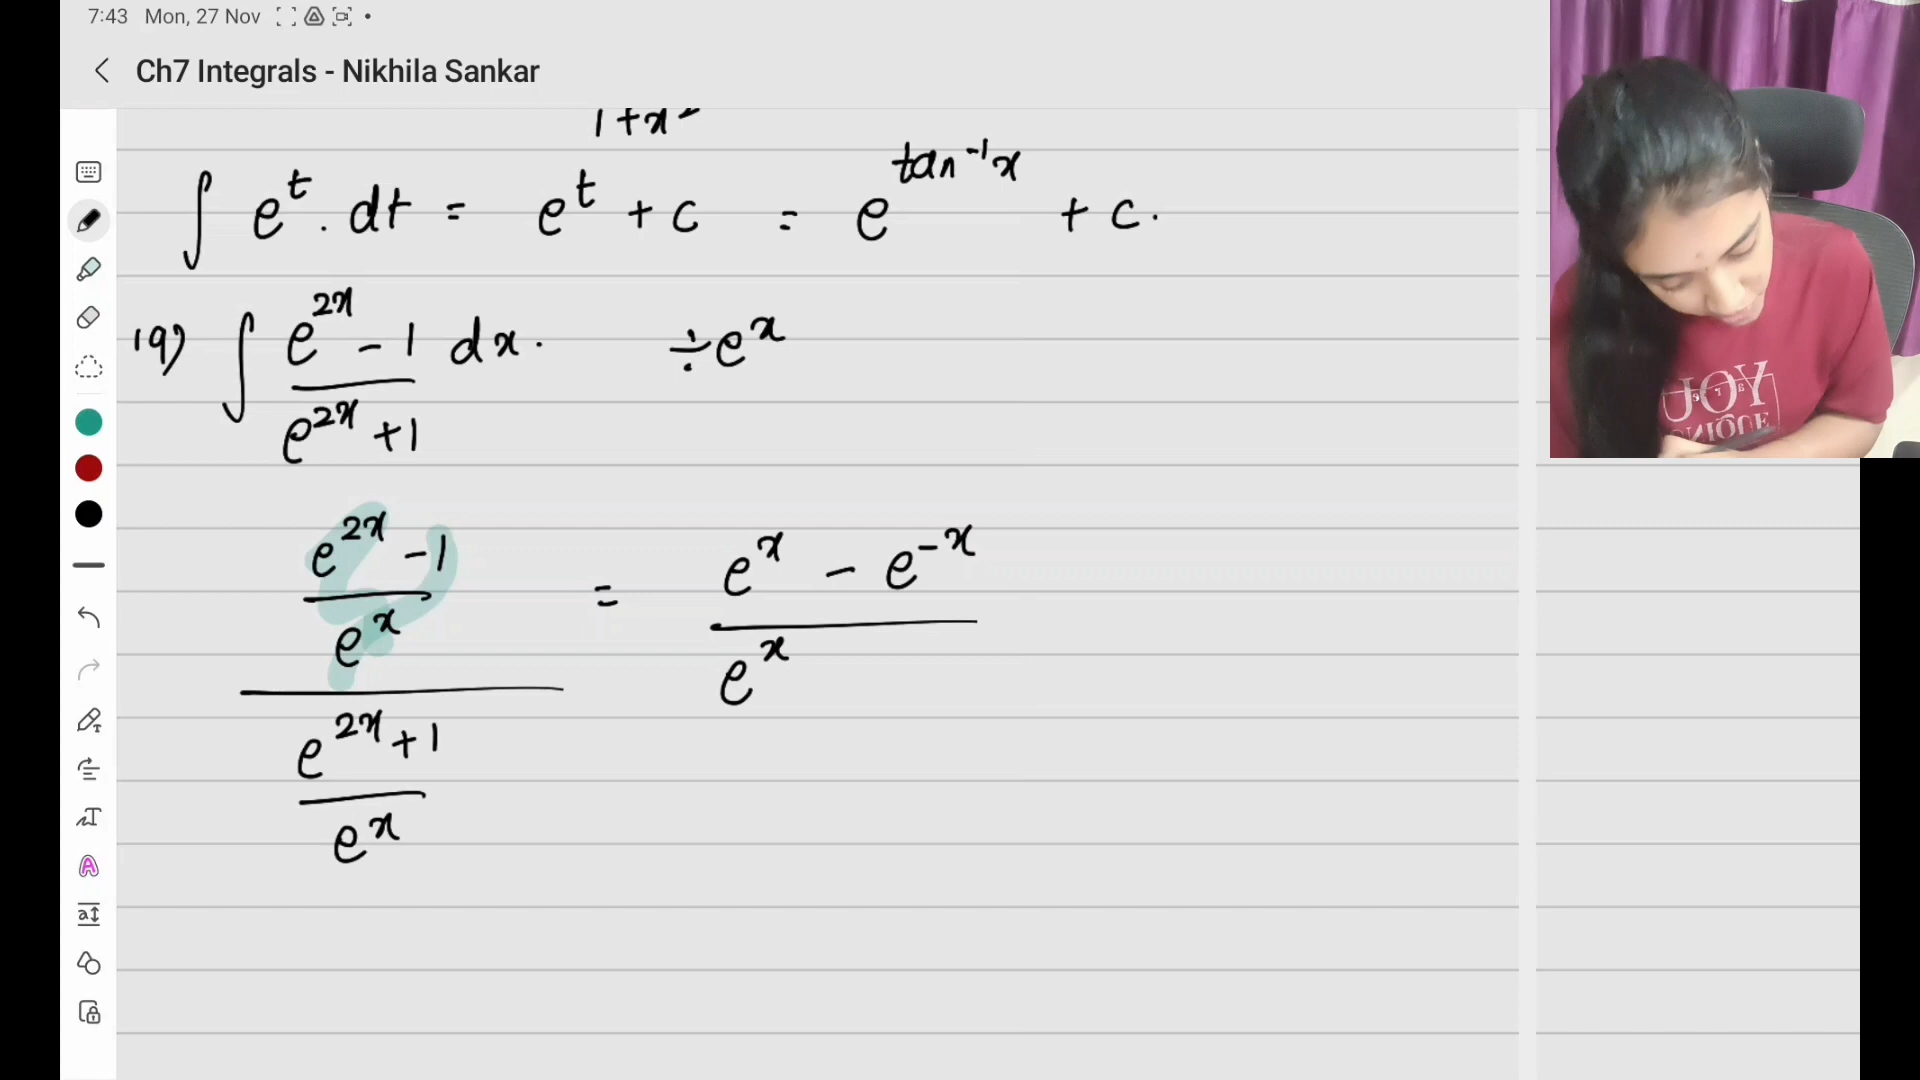 7:43 Mon, 27 Nov
Ch7 Integrals - Nikhila Sankar
1+x²
∫ e^t . dt = e^t + c = e^(tan⁻¹x) + c.
19) ∫ (e^(2x) - 1)/(e^(2x) + 1) dx. ÷e^x
((e^(2x) - 1)/e^x)/((e^(2x) + 1)/e^x) = (e^x - e^(-x))/e^x
YOU